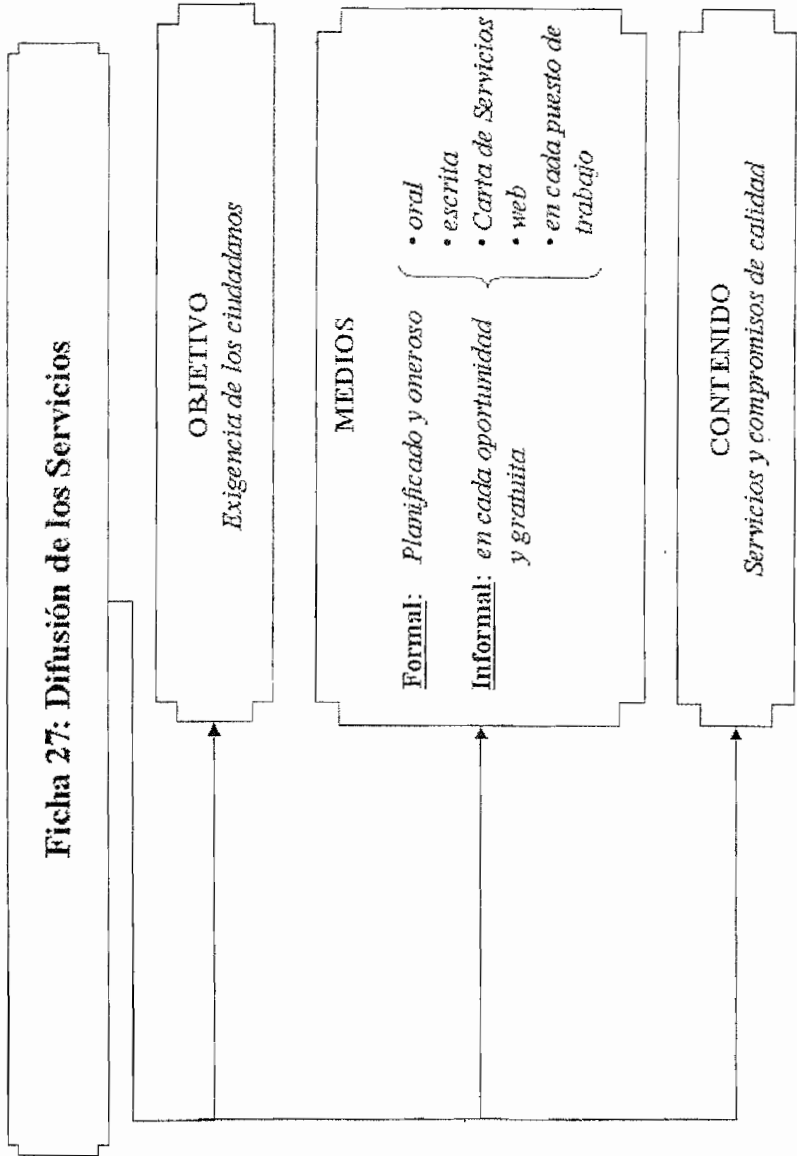 Ficha 27: Difusión de los Servicios
OBJETIVO
Exigencia de los ciudadanos
MEDIOS
Formal: Planificado y oneroso
Informal: en cada oportunidad
y gratuita
• oral
• escrita
• Carta de Servicios
• web
• en cada puesto de
trabajo
CONTENIDO
Servicios y compromisos de calidad